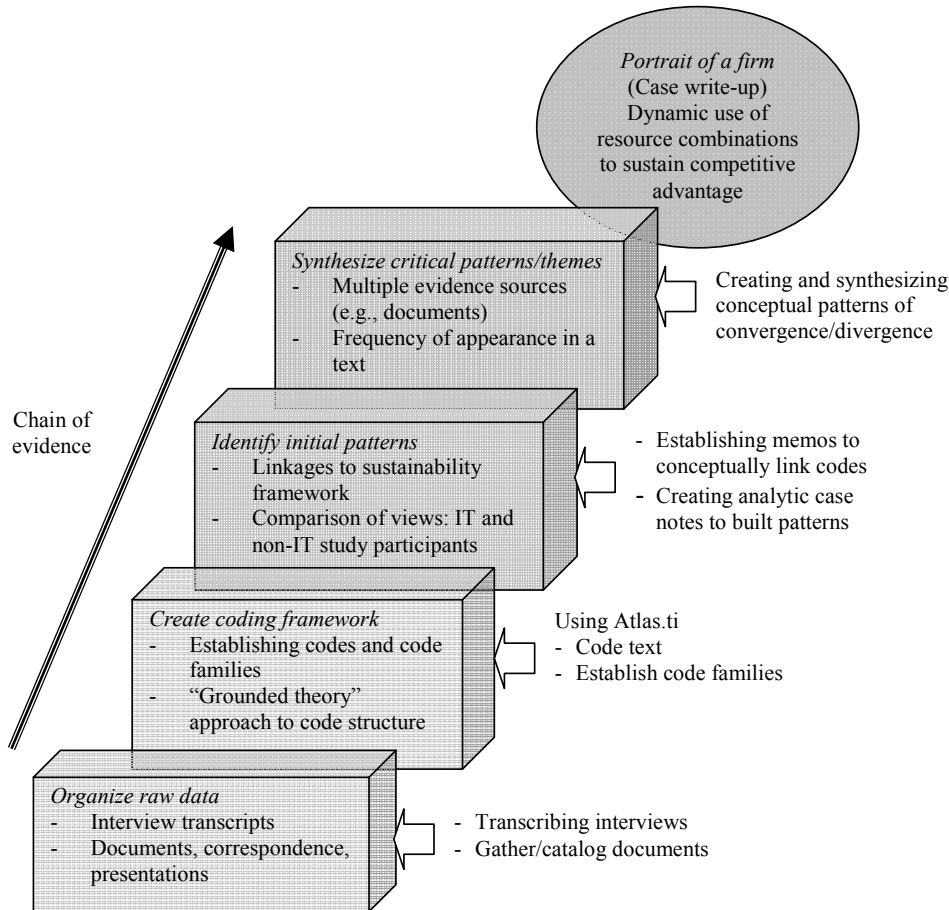 Portrait of a firm
(Case write-up)
Dynamic use of
resource combinations
to sustain competitive
advantage
Synthesize critical patterns/themes
- Multiple evidence sources
(e.g., documents)
- Frequency of appearance in a
text
Creating and synthesizing
conceptual patterns of
convergence/divergence
Chain of
evidence
Identify initial patterns
- Linkages to sustainability
framework
- Comparison of views: IT and
non-IT study participants
- Establishing memos to
conceptually link codes
- Creating analytic case
notes to built patterns
Create coding framework
- Establishing codes and code
families
- “Grounded theory”
approach to code structure
Using Atlas.ti
- Code text
- Establish code families
Organize raw data
- Interview transcripts
- Documents, correspondence,
presentations
- Transcribing interviews
- Gather/catalog documents